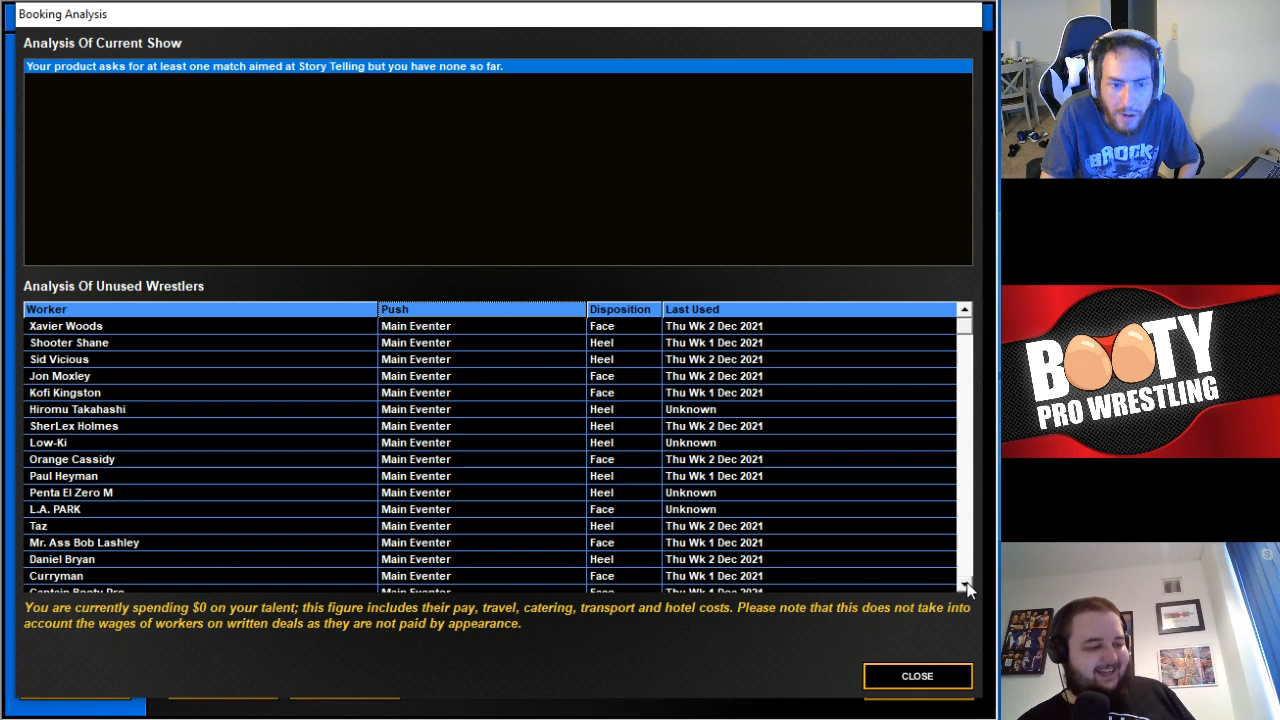 Booking Analysis
Analysis Of Current Show
Your product asks for at least one match aimed at Story Telling but you have none so far.
Analysis Of Unused Wrestlers
Worker Push Disposition Last Used
Xavier Woods Main Eventer Face Thu Wk 2 Dec 2021
Shooter Shane Main Eventer Heel Thu Wk 1 Dec 2021
Sid Vicious Main Eventer Heel Thu Wk 2 Dec 2021
Jon Moxley Main Eventer Face Thu Wk 2 Dec 2021
Kofi Kingston Main Eventer Face Thu Wk 1 Dec 2021
Hiromu Takahashi Main Eventer Heel Unknown
SherLex Holmes Main Eventer Heel Thu Wk 2 Dec 2021
Low-Ki Main Eventer Heel Unknown
Orange Cassidy Main Eventer Face Thu Wk 2 Dec 2021
Paul Heyman Main Eventer Heel Thu Wk 1 Dec 2021
Penta El Zero M Main Eventer Heel Unknown
L.A. PARK Main Eventer Face Unknown
Taz Main Eventer Heel Thu Wk 2 Dec 2021
Mr. Ass Bob Lashley Main Eventer Face Thu Wk 1 Dec 2021
Daniel Bryan Main Eventer Heel Thu Wk 2 Dec 2021
Curryman Main Eventer Face Thu Wk 1 Dec 2021
Captain Booty Pro Main Eventer Face Thu Wk 1 Dec 2021
You are currently spending $0 on your talent; this figure includes their pay, travel, catering, transport and hotel costs. Please note that this does not take into
account the wages of workers on written deals as they are not paid by appearance.
CLOSE
BROCK
BOOTY
PRO WRESTLING